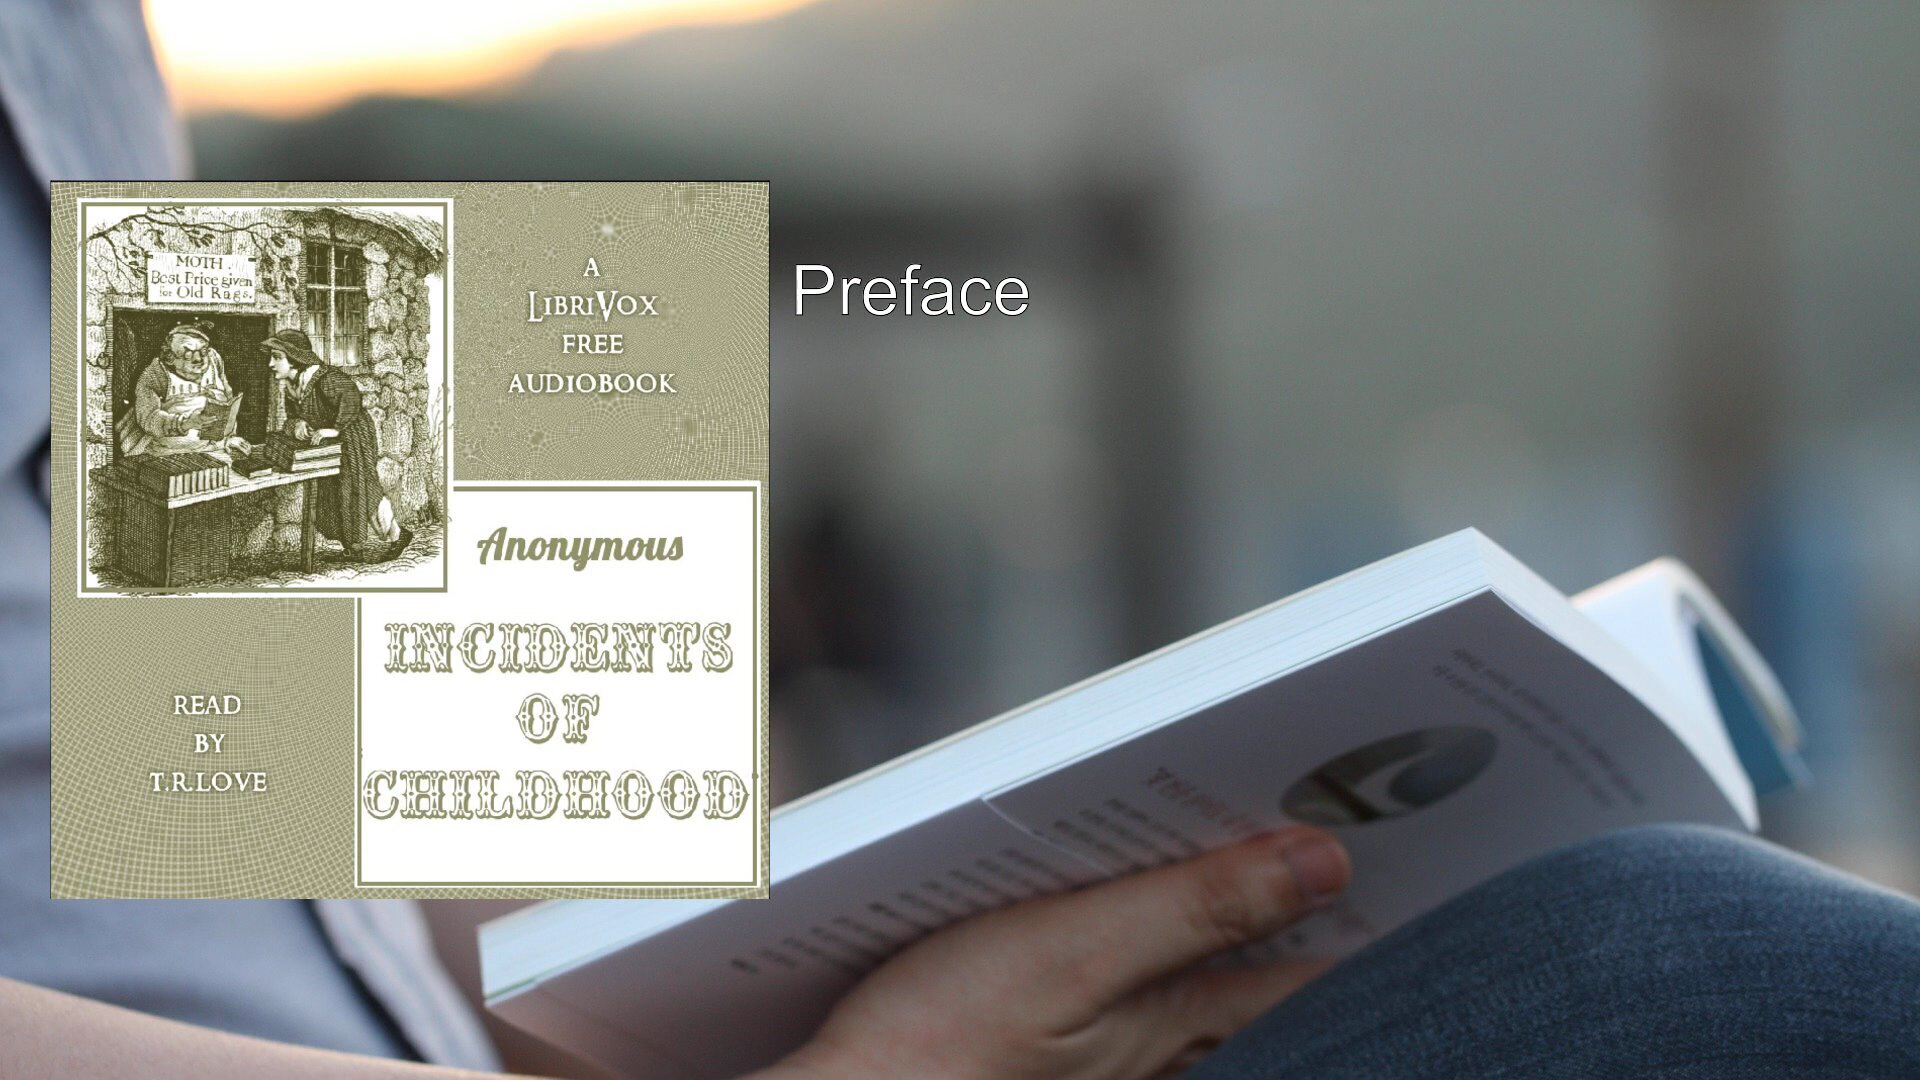 MOTH.
Best Price given
for Old Rags.
A
LIBRIVOX
FREE
AUDIOBOOK
Preface
Anonymous
INCIDENTS
OF
CHILDHOOD
READ
BY
T.R.LOVE